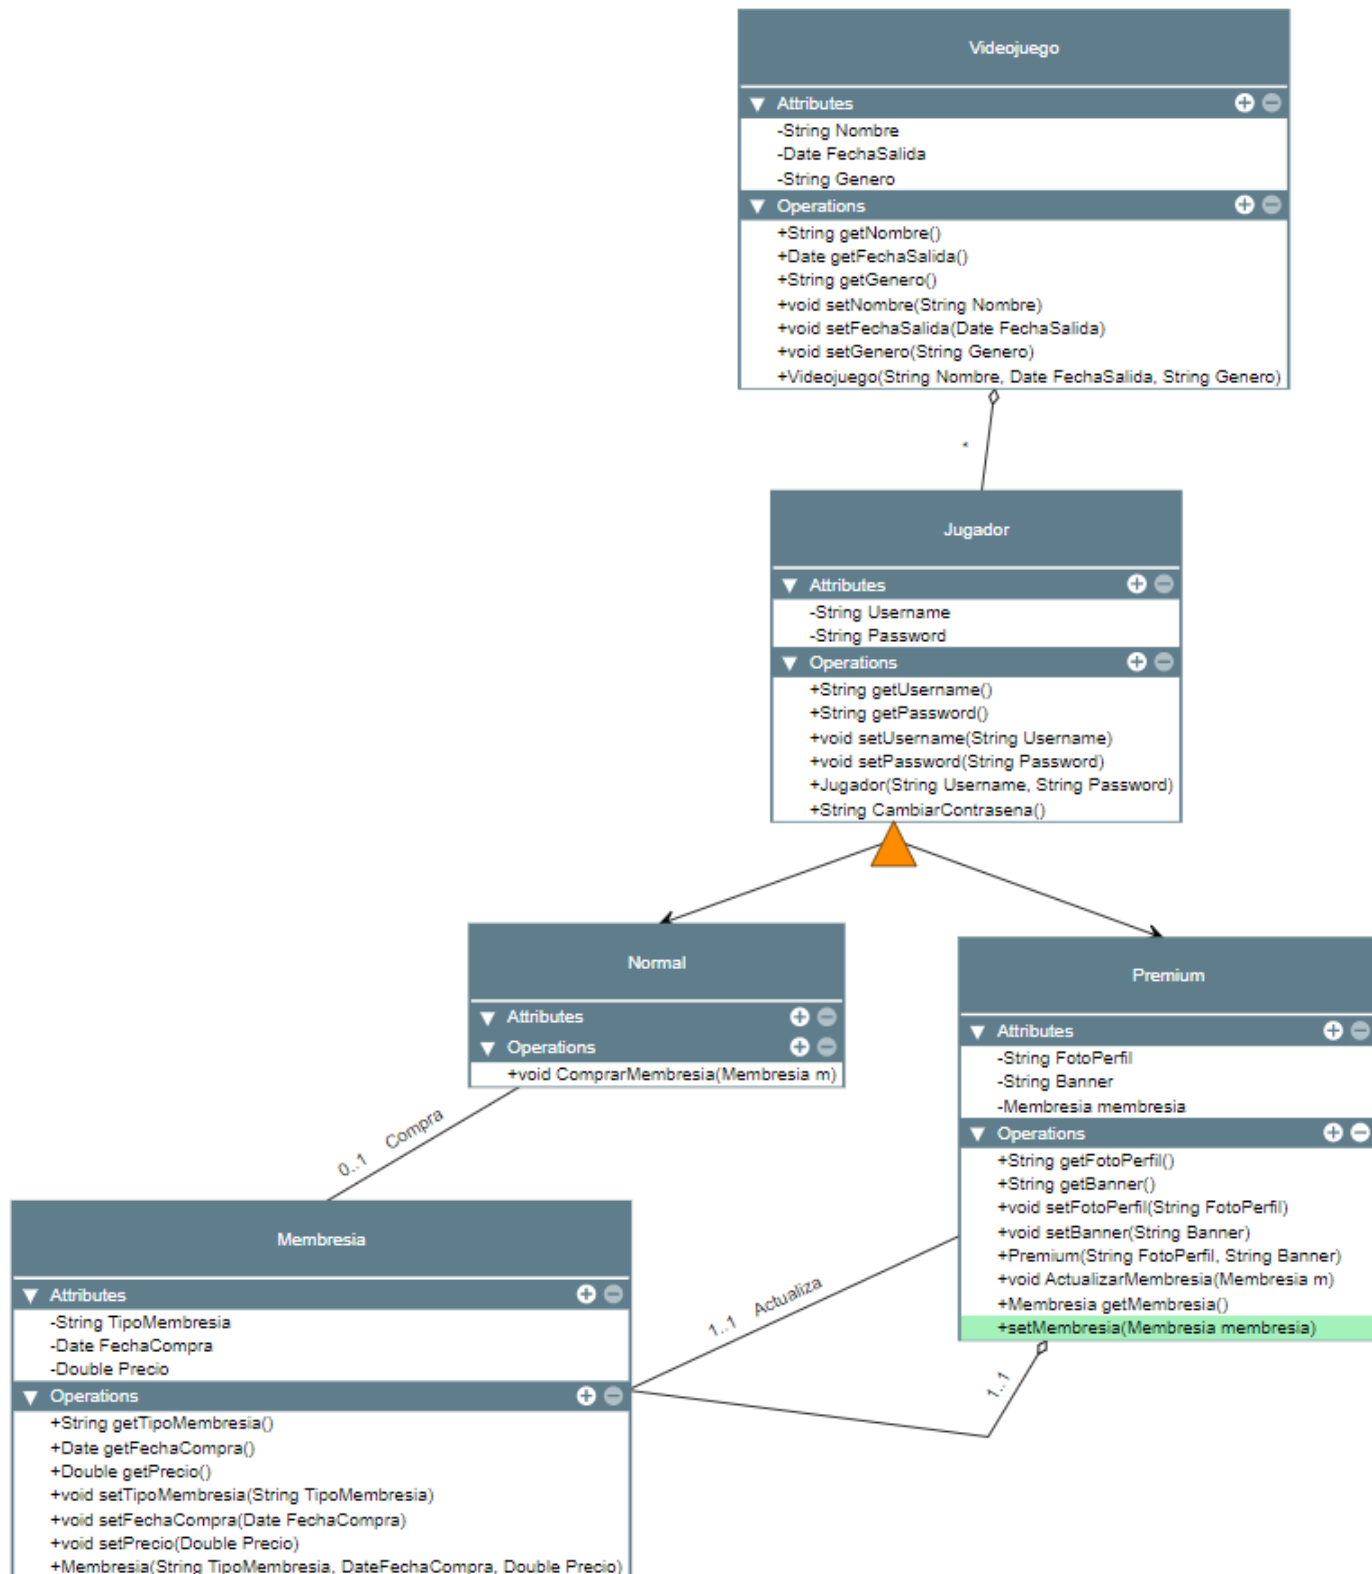 Videojuego
Attributes
-String Nombre
-Date FechaSalida
-String Genero
Operations
+String getNombre()
+Date getFechaSalida()
+String getGenero()
+void setNombre(String Nombre)
+void setFechaSalida(Date FechaSalida)
+void setGenero(String Genero)
+Videojuego(String Nombre, Date FechaSalida, String Genero)
*
Jugador
Attributes
-String Username
-String Password
Operations
+String getUsername()
+String getPassword()
+void setUsername(String Username)
+void setPassword(String Password)
+Jugador(String Username, String Password)
+String CambiarContrasena()
Normal
Attributes
Operations
+void ComprarMembresia(Membresia m)
Premium
Attributes
-String FotoPerfil
-String Banner
-Membresia membresia
Operations
+String getFotoPerfil()
+String getBanner()
+void setFotoPerfil(String FotoPerfil)
+void setBanner(String Banner)
+Premium(String FotoPerfil, String Banner)
+void ActualizarMembresia(Membresia m)
+Membresia getMembresia()
+setMembresia(Membresia membresia)
0..1 Compra
1..1 Actualiza
1..1
Membresia
Attributes
-String TipoMembresia
-Date FechaCompra
-Double Precio
Operations
+String getTipoMembresia()
+Date getFechaCompra()
+Double getPrecio()
+void setTipoMembresia(String TipoMembresia)
+void setFechaCompra(Date FechaCompra)
+void setPrecio(Double Precio)
+Membresia(String TipoMembresia, DateFechaCompra, Double Precio)